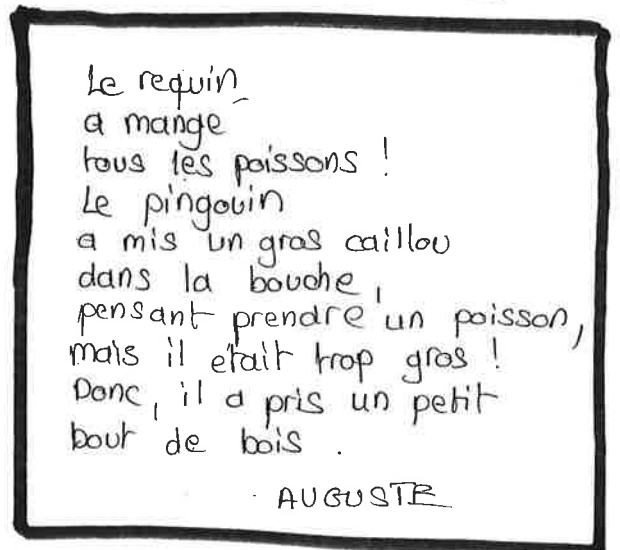 Le requin
a mangé
tous les poissons !
Le pingouin
a mis un gros caillou
dans la bouche,
pensant prendre un poisson,
mais il était trop gros !
Donc, il a pris un petit
bout de bois.
AUGUSTE